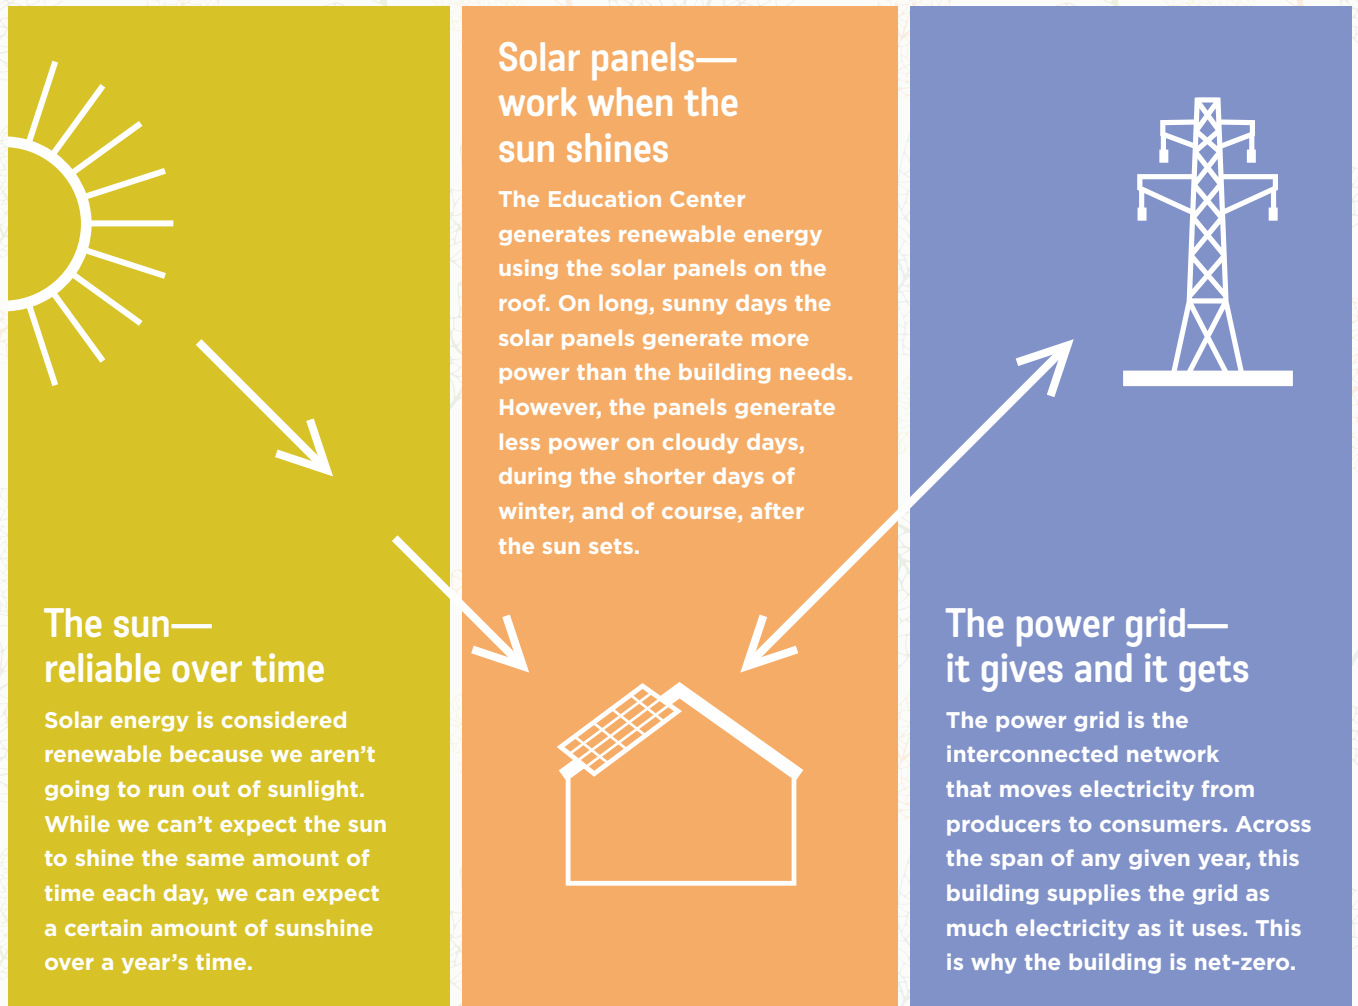 The sun—
reliable over time
Solar energy is considered
renewable because we aren’t
going to run out of sunlight.
While we can’t expect the sun
to shine the same amount of
time each day, we can expect
a certain amount of sunshine
over a year’s time.
Solar panels—
work when the
sun shines
The Education Center
generates renewable energy
using the solar panels on the
roof. On long, sunny days the
solar panels generate more
power than the building needs.
However, the panels generate
less power on cloudy days,
during the shorter days of
winter, and of course, after
the sun sets.
The power grid—
it gives and it gets
The power grid is the
interconnected network
that moves electricity from
producers to consumers. Across
the span of any given year, this
building supplies the grid as
much electricity as it uses. This
is why the building is net-zero.